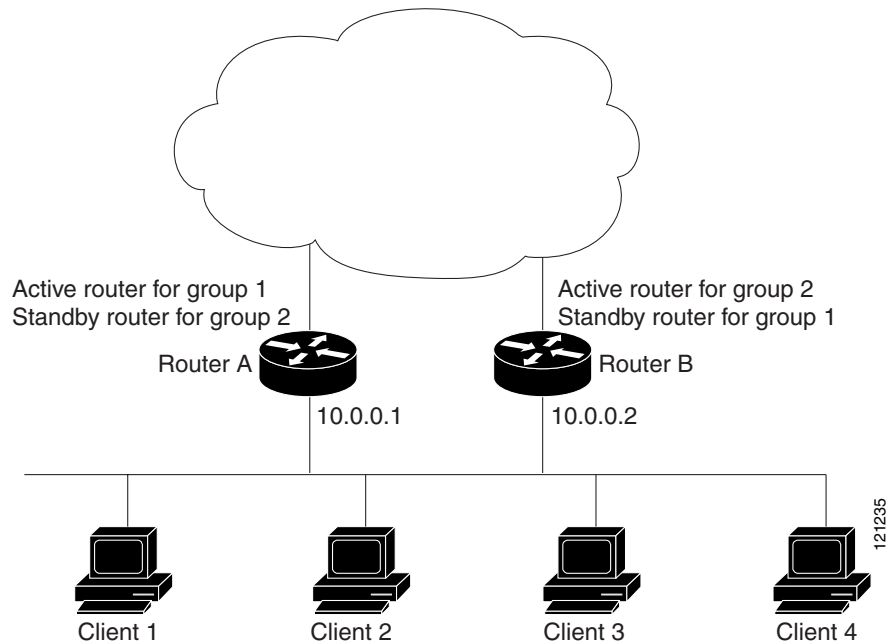 Active router for group 1
Standby router for group 2
Active router for group 2
Standby router for group 1
Router A
Router B
10.0.0.1
10.0.0.2
121235
Client 1
Client 2
Client 3
Client 4